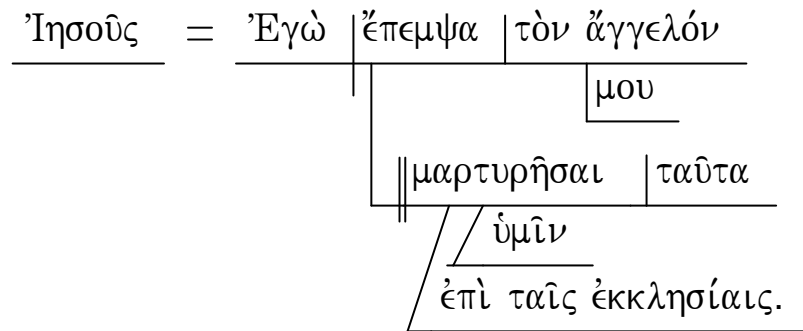 Ἰησοῦς = Ἐγὼ ἔπεμψα τὸν ἄγγελόν
μου
μαρτυρῆσαι ταῦτα
ὑμῖν
ἐπὶ ταῖς ἐκκλησίαις.